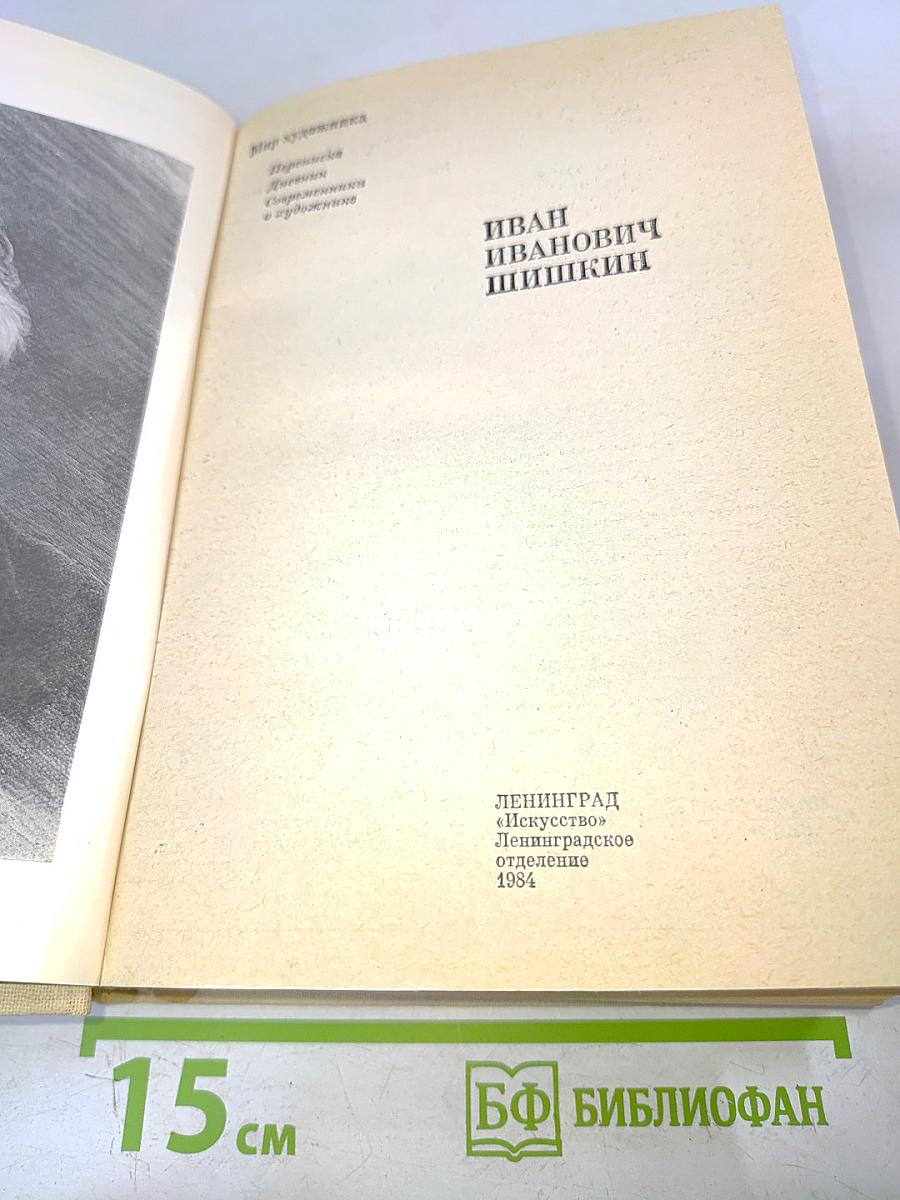 Мир художника
Переписка
Дневник
Современники
о художнике
ИВАН
ИВАНОВИЧ
ШИШКИН
ЛЕНИНГРАД
«Искусство»
Ленинградское
отделение
1984
15 см
БФ БИБЛИОФАН